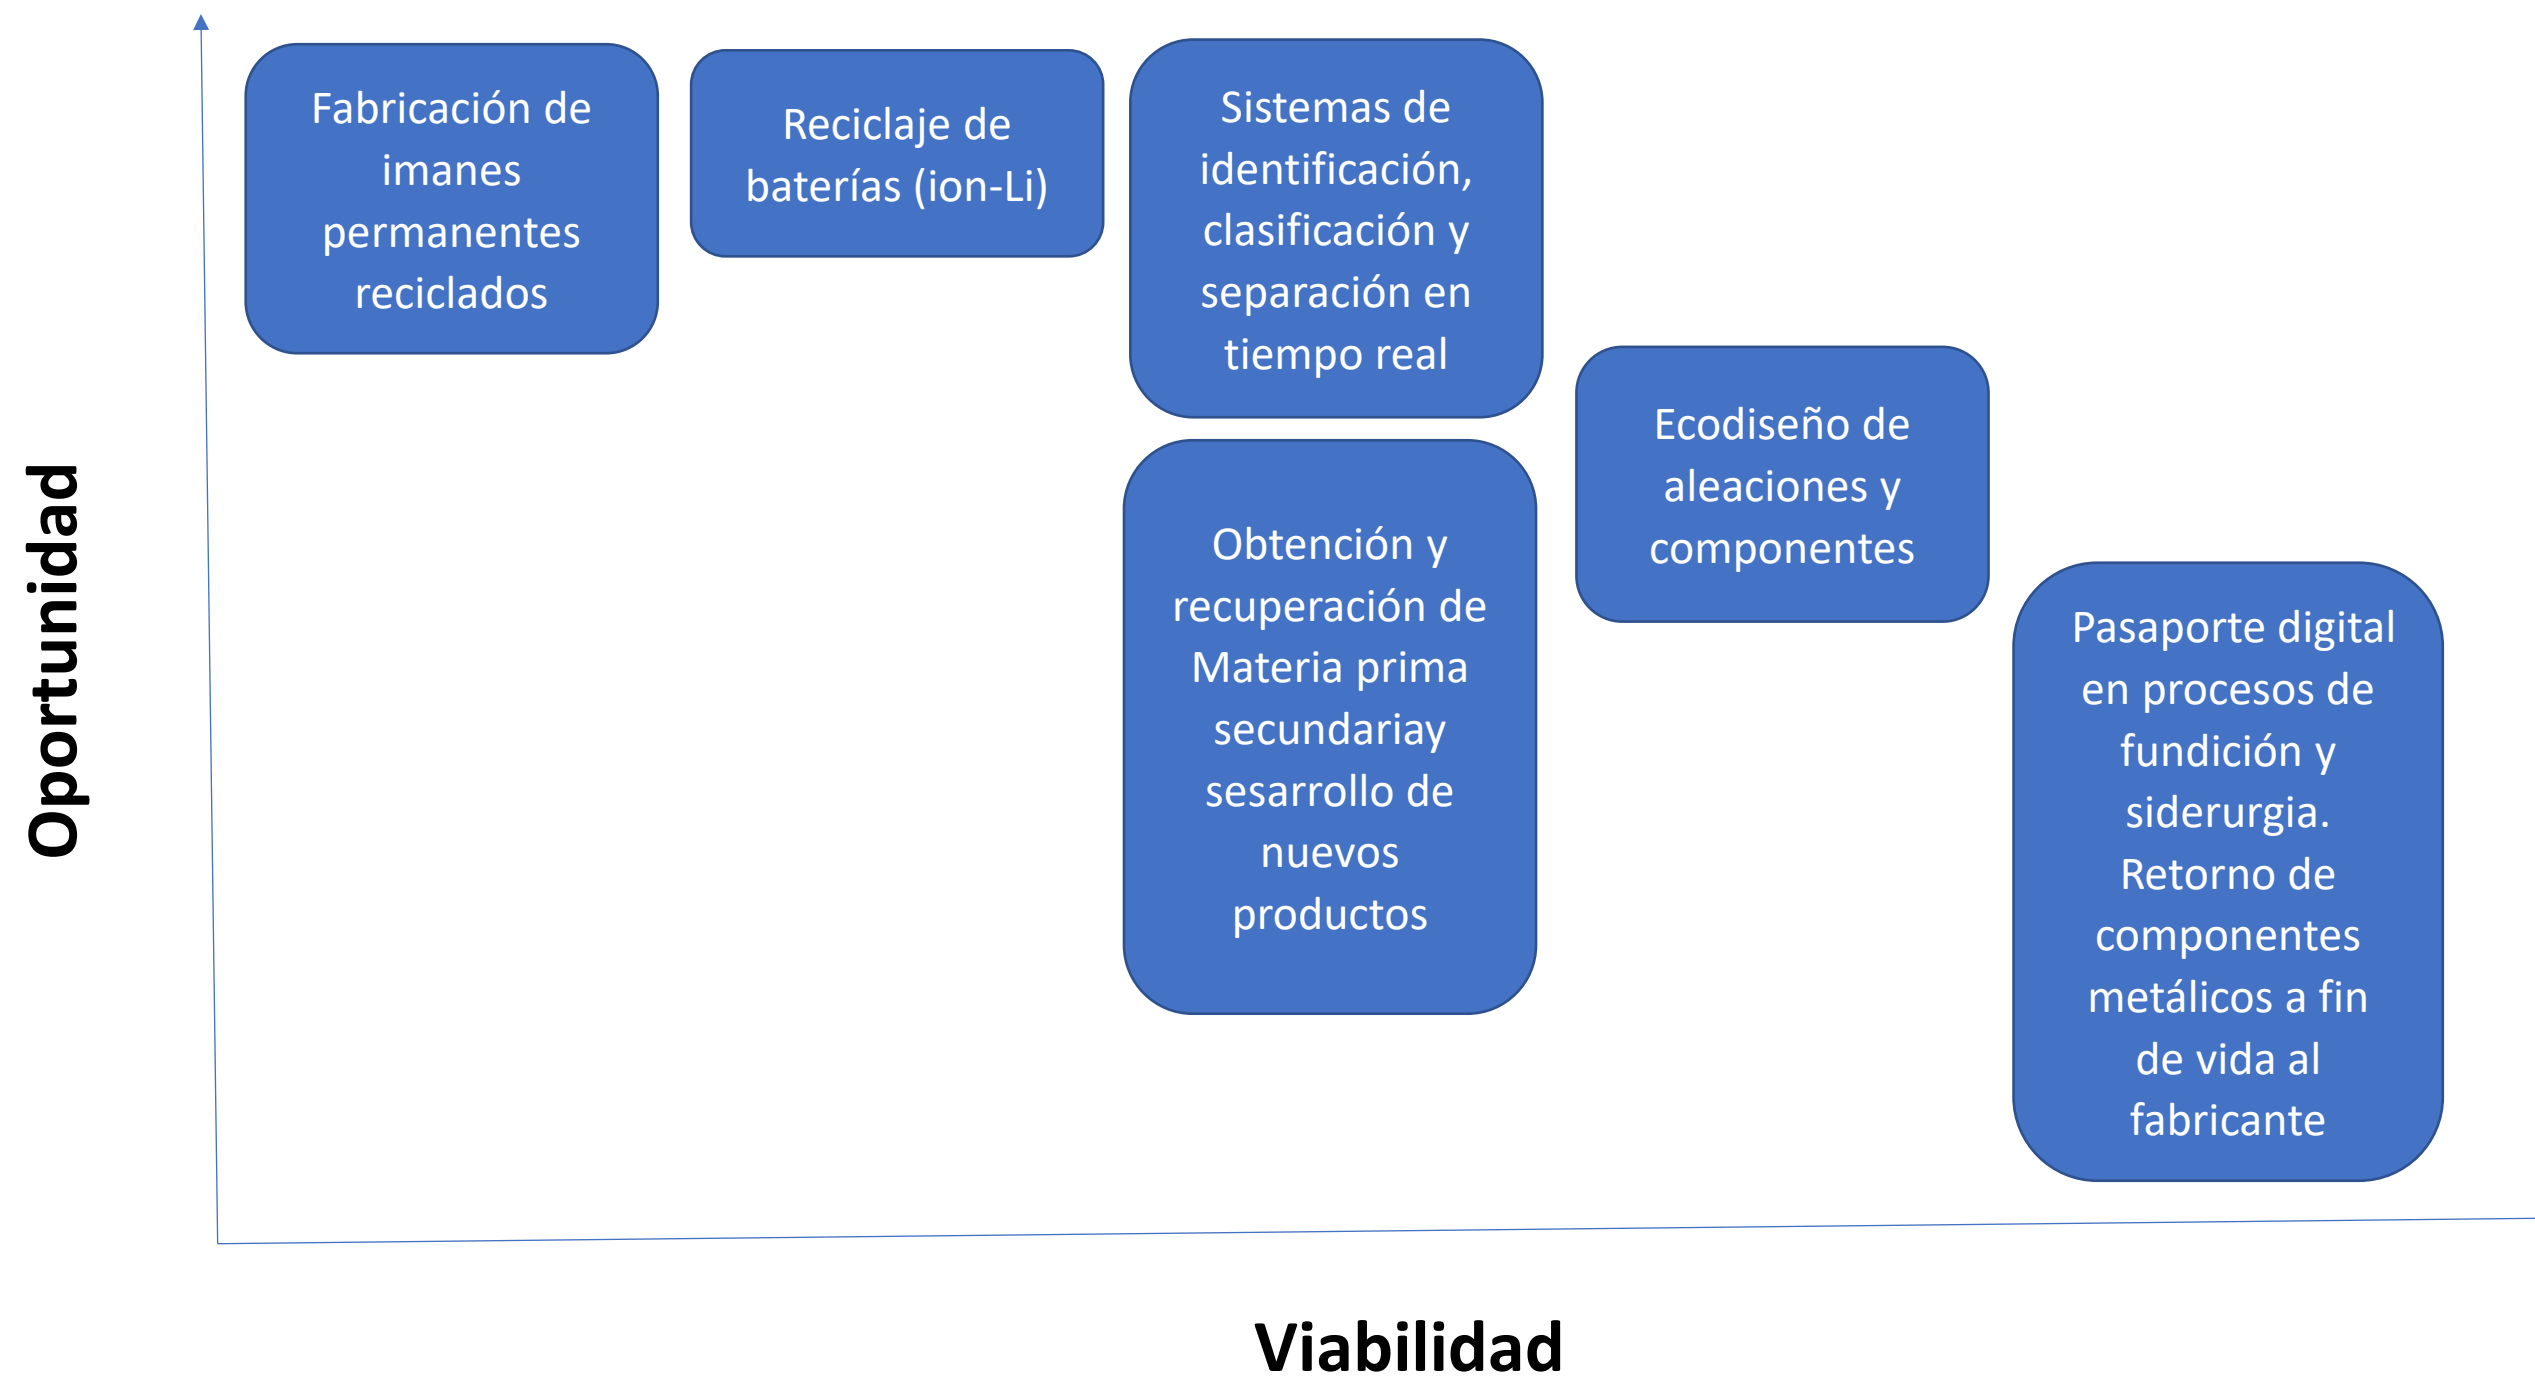 Oportunidad
Fabricación de
imanes
permanentes
reciclados
Reciclaje de
baterías (ion-Li)
Sistemas de
identificación,
clasificación y
separación en
tiempo real
Obtención y
recuperación de
Materia prima
secundariay
sesarrollo de
nuevos
productos
Ecodiseño de
aleaciones y
componentes
Pasaporte digital
en procesos de
fundición y
siderurgia.
Retorno de
componentes
metálicos a fin
de vida al
fabricante
Viabilidad